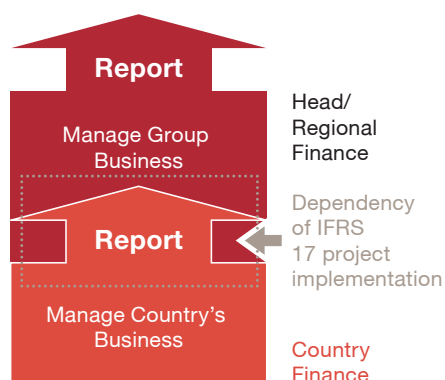 Report
Manage Group
Business
Head/
Regional
Finance
Report
Dependency
of IFRS
17 project
implementation
Manage Country's
Business
Country
Finance